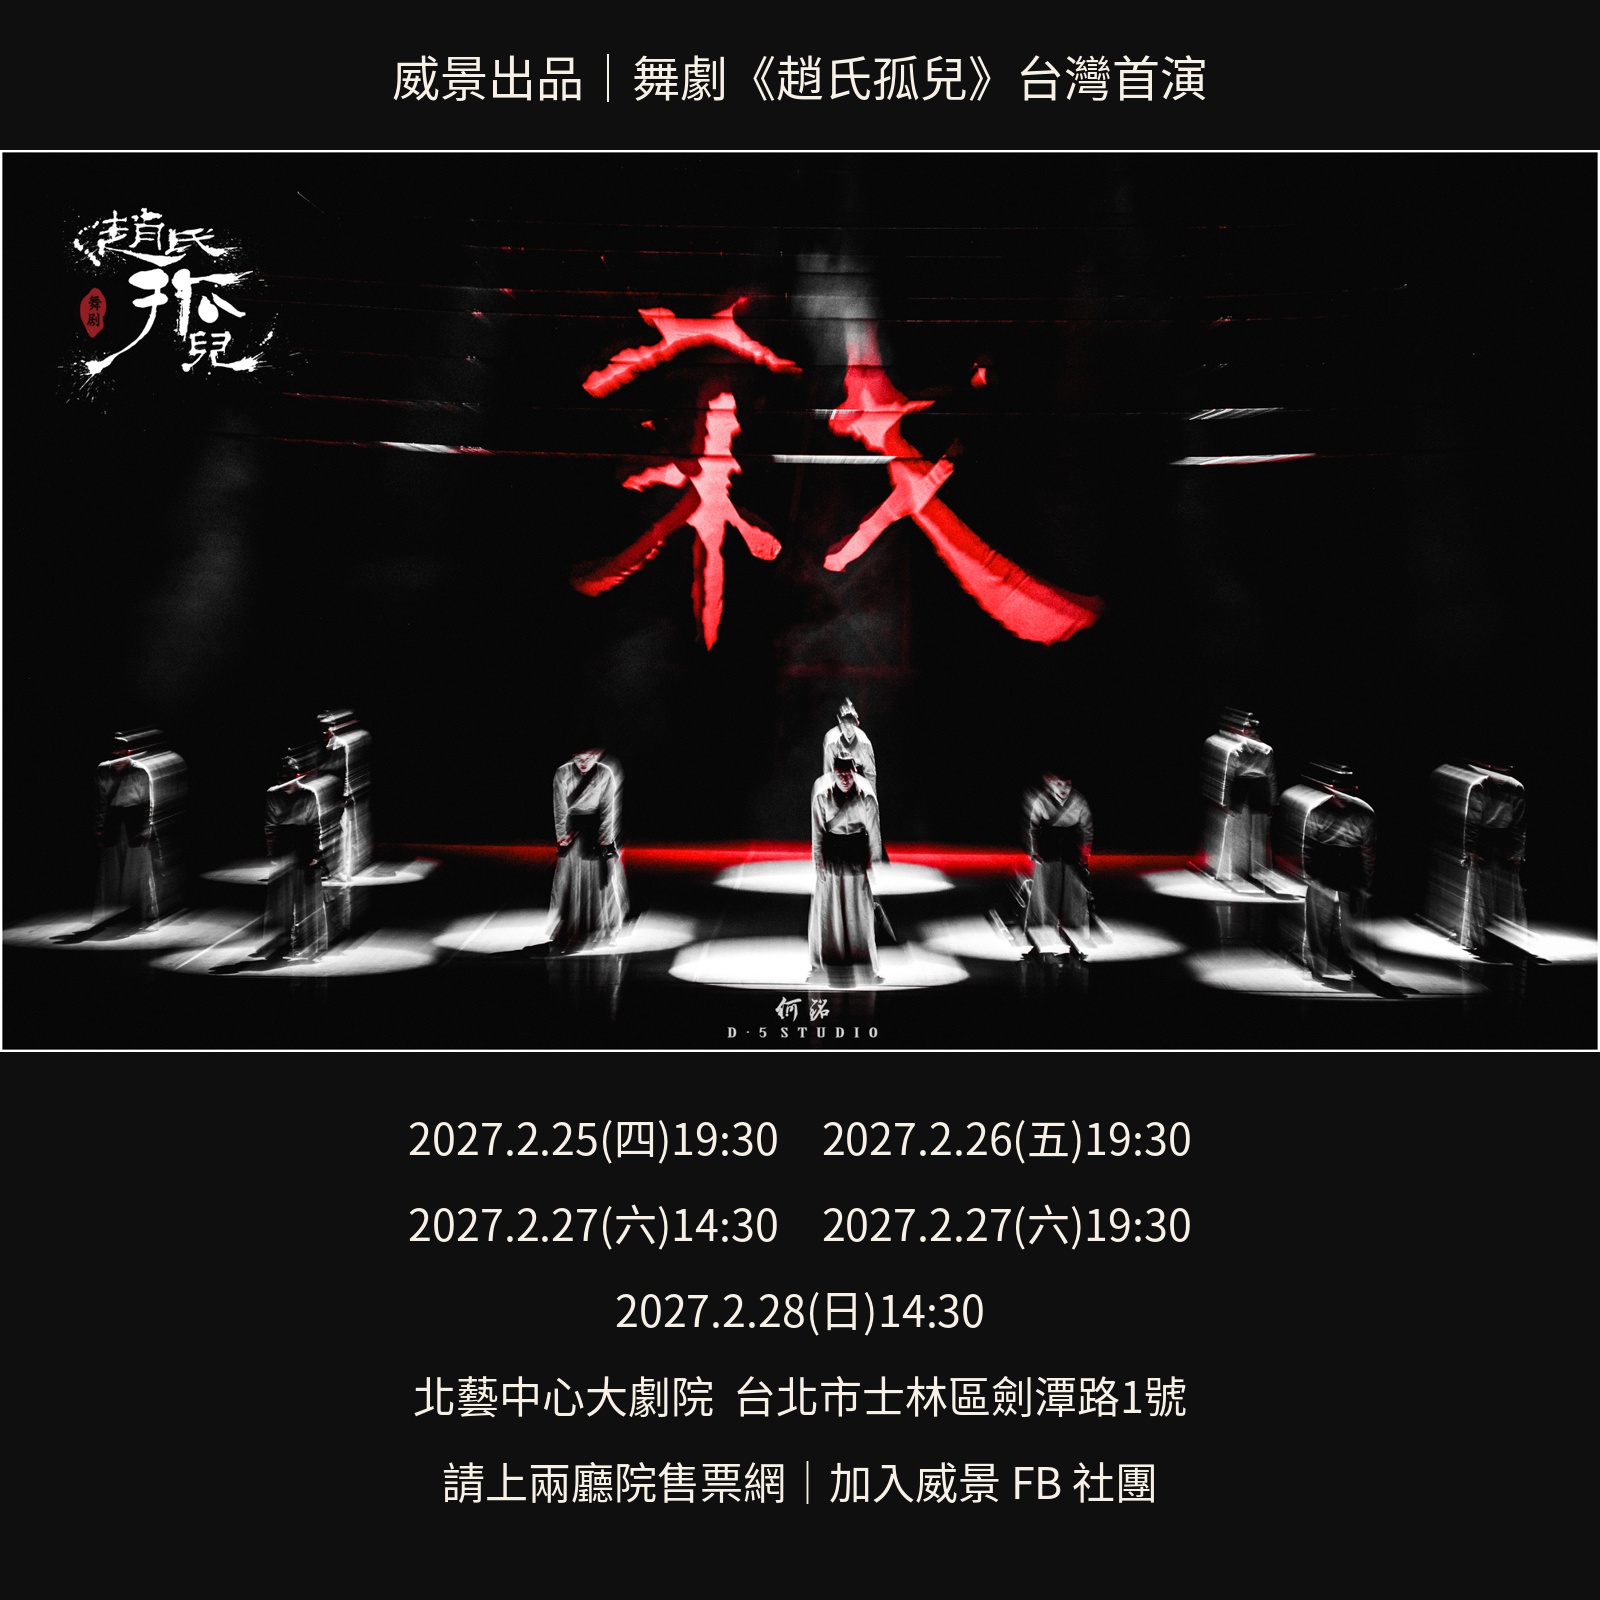 威景出品｜舞劇《趙氏孤兒》台灣首演
趙氏
孤
兒
舞剧
何铭
D·5 STUDIO
2027.2.25(四)19:30 2027.2.26(五)19:30
2027.2.27(六)14:30 2027.2.27(六)19:30
2027.2.28(日)14:30
北藝中心大劇院 台北市士林區劍潭路1號
請上兩廳院售票網｜加入威景 FB 社團